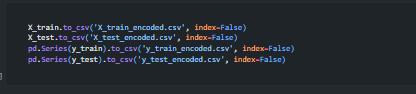 X_train.to_csv('X_train_encoded.csv', index=False)
X_test.to_csv('X_test_encoded.csv', index=False)
pd.Series(y_train).to_csv('y_train_encoded.csv', index=False)
pd.Series(y_test).to_csv('y_test_encoded.csv', index=False)